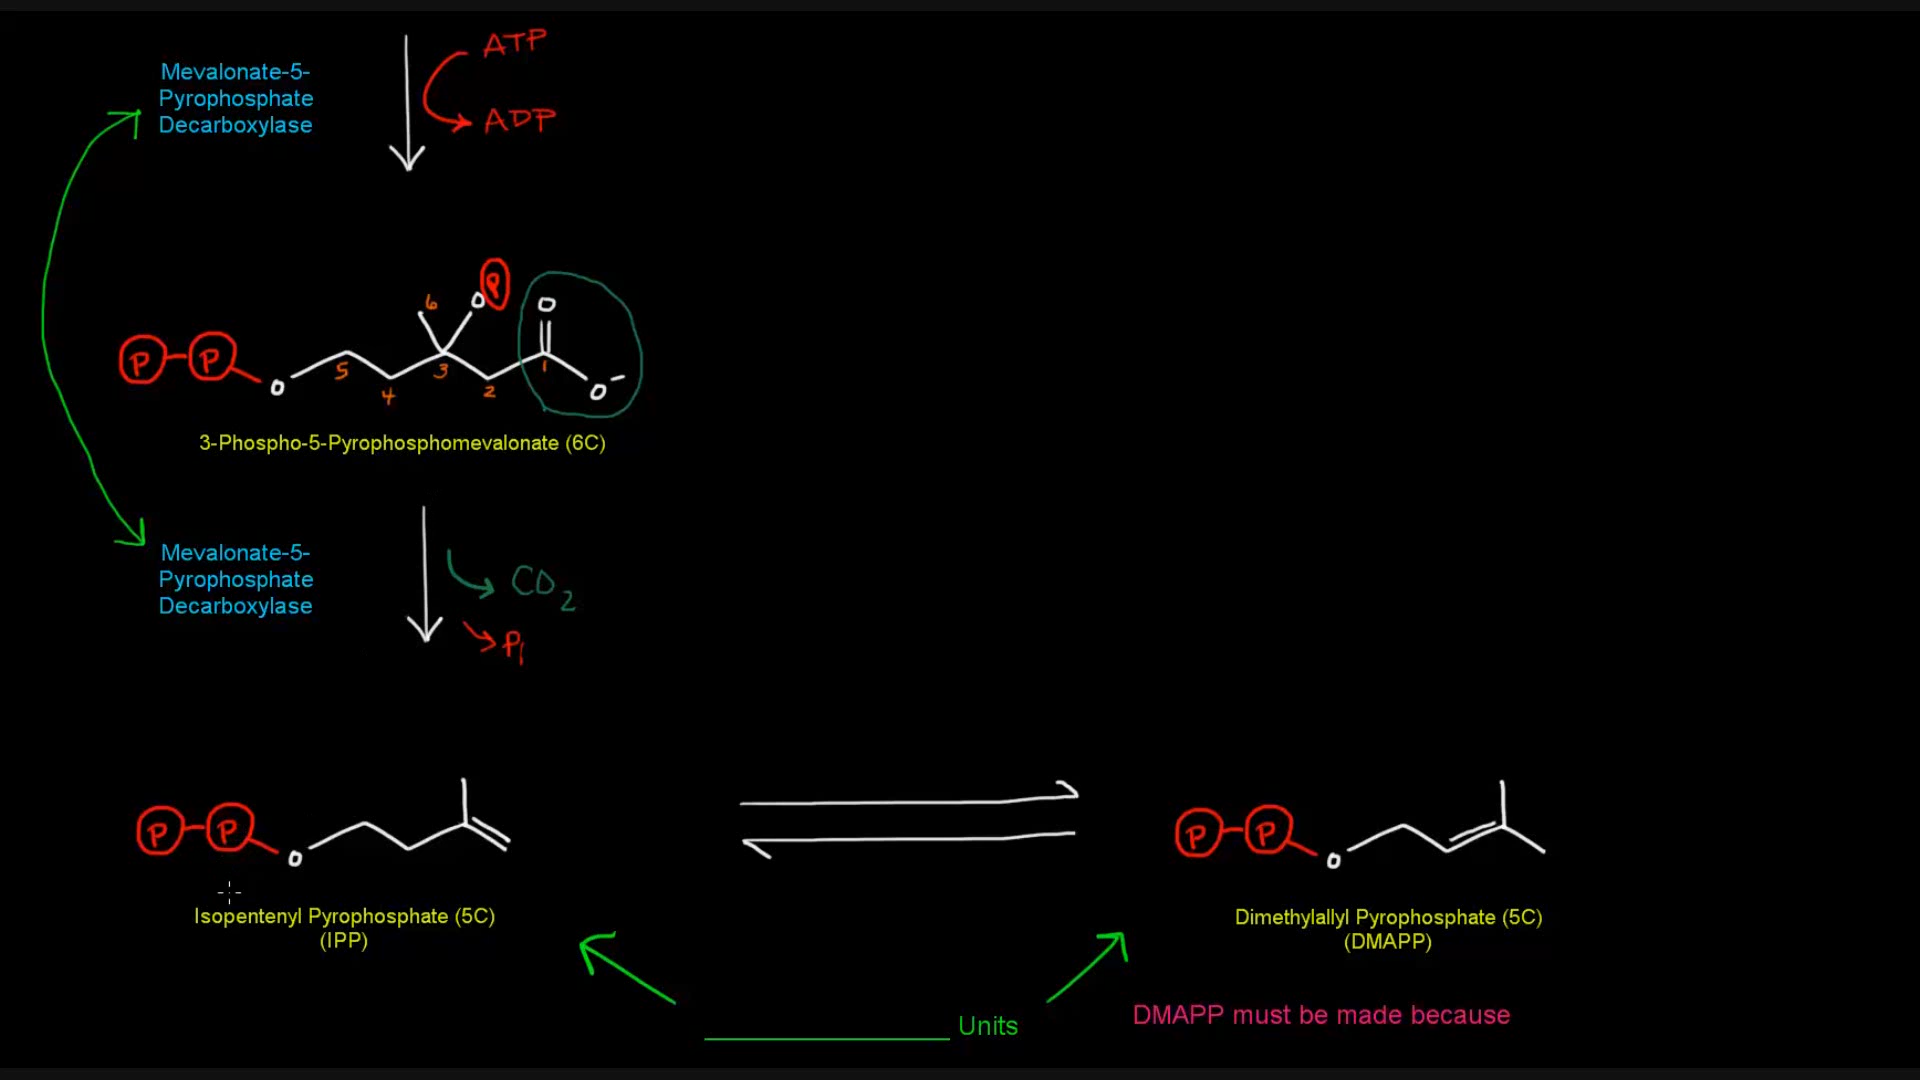 ATP
Mevalonate-5-
Pyrophosphate
Decarboxylase
ADP
6
O P
O
P P
O
5
4
3
2
1
O-
3-Phospho-5-Pyrophosphomevalonate (6C)
Mevalonate-5-
Pyrophosphate
Decarboxylase
CO2
Pi
P P
O
P P
O
Isopentenyl Pyrophosphate (5C)
(IPP)
Dimethylallyl Pyrophosphate (5C)
(DMAPP)
Units
DMAPP must be made because